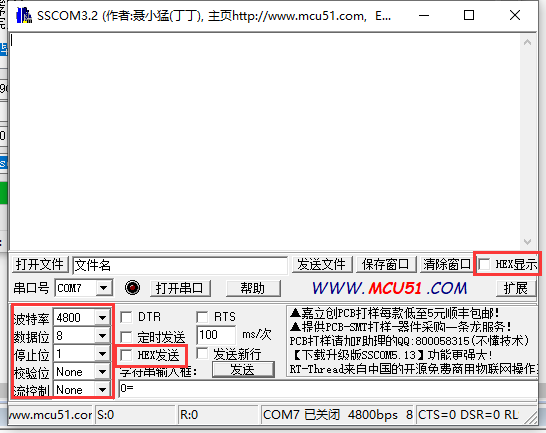 SSCOM3.2 (作者:聂小猛(丁丁), 主页http://www.mcu51.com, E...
打开文件 文件名 发送文件 保存窗口 清除窗口 HEX显示
串口号 COM7 打开串口 帮助 WWW.MCU51.COM 扩展
波特率 4800 DTR RTS
数据位 8 定时发送 100 ms/次
停止位 1 HEX发送 发送新行
校验位 None 字符串输入框: 发送
流控制 None 0=
▲嘉立创PCB打样每款低至5元顺丰包邮!
▲提供PCB-SMT打样-器件采购一条龙服务!
PCB打样请加F助理的QQ:800058315(不懂技术)
【下载升级版SSCOM5.13】功能更强大!
RT-Thread来自中国的开源免费商用物联网操作
www.mcu51.cor S:0 R:0 COM7 已关闭 4800bps 8 CTS=0 DSR=0 RL